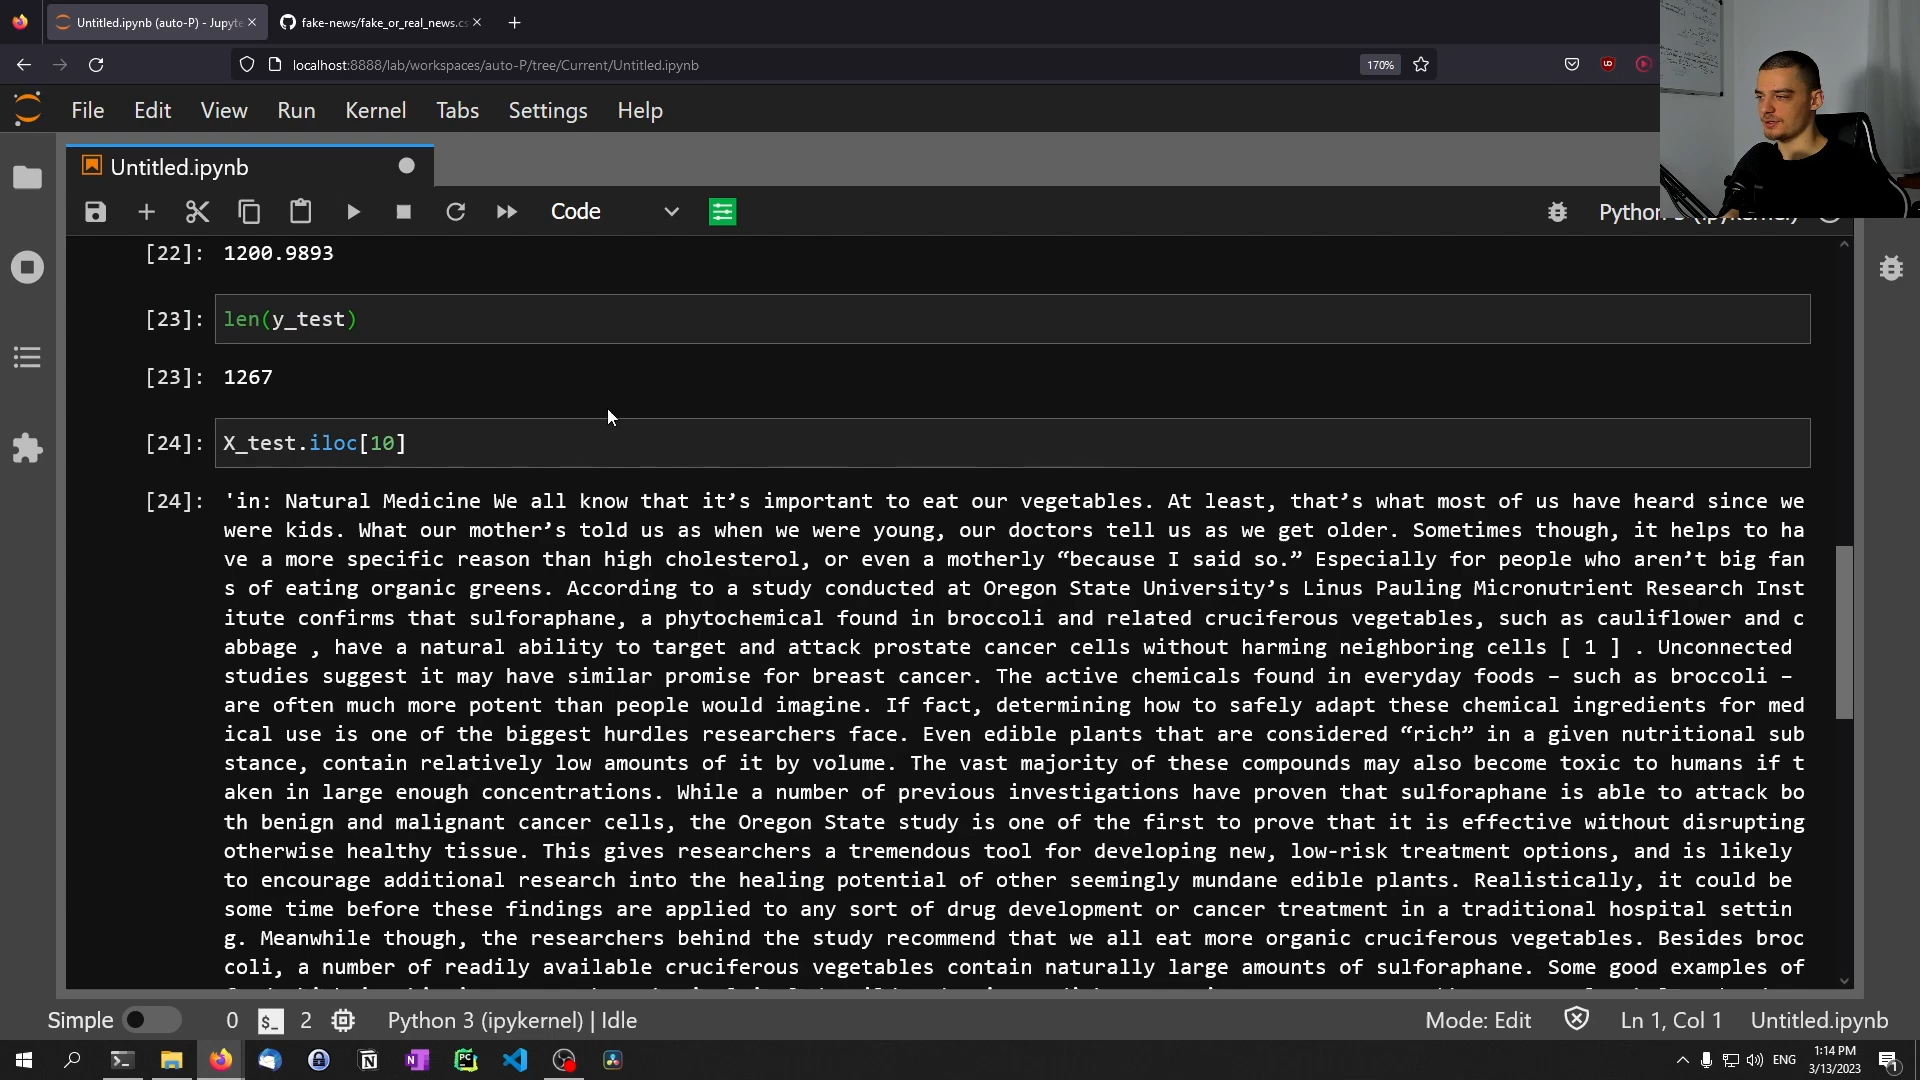 Untitled.ipynb (auto-P) - Jupyte
fake-news/fake_or_real_news.cs
localhost:8888/lab/workspaces/auto-P/tree/Current/Untitled.ipynb
170%
File Edit View Run Kernel Tabs Settings Help
Untitled.ipynb
Code
[22]: 1200.9893
[23]: len(y_test)
[23]: 1267
[24]: X_test.iloc[10]
[24]: 'in: Natural Medicine We all know that it’s important to eat our vegetables. At least, that’s what most of us have heard since we
were kids. What our mother’s told us as when we were young, our doctors tell us as we get older. Sometimes though, it helps to ha
ve a more specific reason than high cholesterol, or even a motherly “because I said so.” Especially for people who aren’t big fan
s of eating organic greens. According to a study conducted at Oregon State University’s Linus Pauling Micronutrient Research Inst
itute confirms that sulforaphane, a phytochemical found in broccoli and related cruciferous vegetables, such as cauliflower and c
abbage , have a natural ability to target and attack prostate cancer cells without harming neighboring cells [ 1 ] . Unconnected
studies suggest it may have similar promise for breast cancer. The active chemicals found in everyday foods – such as broccoli –
are often much more potent than people would imagine. If fact, determining how to safely adapt these chemical ingredients for med
ical use is one of the biggest hurdles researchers face. Even edible plants that are considered “rich” in a given nutritional sub
stance, contain relatively low amounts of it by volume. The vast majority of these compounds may also become toxic to humans if t
aken in large enough concentrations. While a number of previous investigations have proven that sulforaphane is able to attack bo
th benign and malignant cancer cells, the Oregon State study is one of the first to prove that it is effective without disrupting
otherwise healthy tissue. This gives researchers a tremendous tool for developing new, low-risk treatment options, and is likely
to encourage additional research into the healing potential of other seemingly mundane edible plants. Realistically, it could be
some time before these findings are applied to any sort of drug development or cancer treatment in a traditional hospital settin
g. Meanwhile though, the researchers behind the study recommend that we all eat more organic cruciferous vegetables. Besides broc
coli, a number of readily available cruciferous vegetables contain naturally large amounts of sulforaphane. Some good examples of
Simple 0 2 Python 3 (ipykernel) | Idle Mode: Edit Ln 1, Col 1 Untitled.ipynb
ENG 1:14 PM
3/13/2023